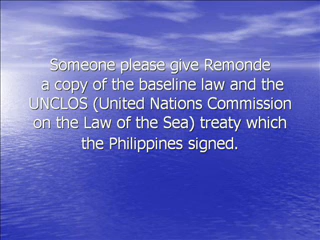 Someone please give Remonde
a copy of the baseline law and the
UNCLOS (United Nations Commission
on the Law of the Sea) treaty which
the Philippines signed.